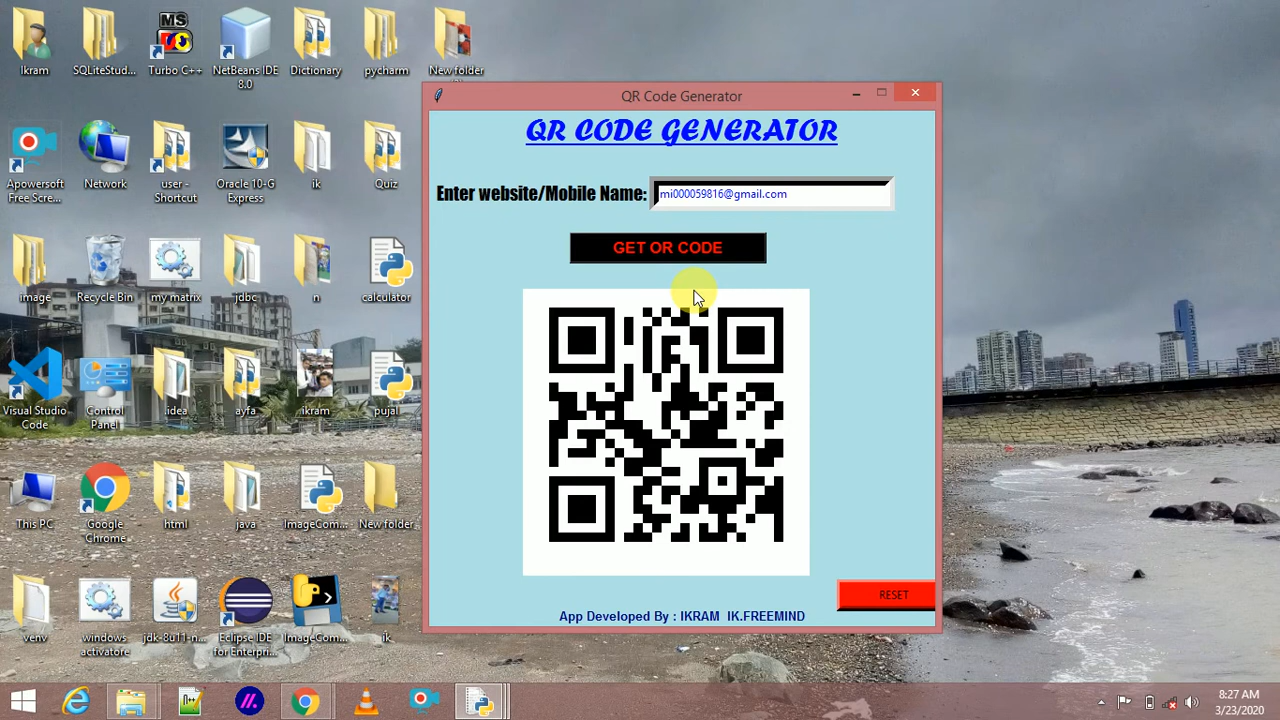 Ikram
SQLiteStud...
MS
Turbo C++
NetBeans IDE
8.0
Dictionary
pycharm
New folder
Apowersoft
Free Scre...
Network
user -
Shortcut
Oracle 10-G
Express
ik
Quiz
image
Recycle Bin
my matrix
jdbc
n
calculator
Visual Studio
Code
Control
Panel
.idea
ayfa
ikram
pujal
This PC
Google
Chrome
html
java
ImageCom...
New folder
venv
windows
activatore
jdk-8u11-n...
Eclipse IDE
for Enterpri...
ImageCom...
ik
QR Code Generator
QR CODE GENERATOR
Enter website/Mobile Name:
mi000059816@gmail.com
GET OR CODE
RESET
App Developed By : IKRAM IK.FREEMIND
8:27 AM
3/23/2020